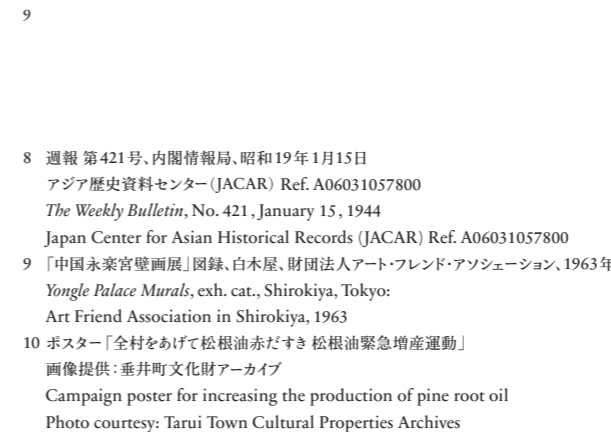 9
8 週報 第421号、内閣情報局、昭和19年1月15日
アジア歴史資料センター（JACAR） Ref. A06031057800
The Weekly Bulletin, No. 421, January 15, 1944
Japan Center for Asian Historical Records (JACAR) Ref. A06031057800
9 「中国永楽宮壁画展」図録、白木屋、財団法人アート・フレンド・アソシェーション、1963年
Yongle Palace Murals, exh. cat., Shirokiya, Tokyo:
Art Friend Association in Shirokiya, 1963
10 ポスター「全村をあげて松根油赤だすき 松根油緊急増産運動」
画像提供：垂井町文化財アーカイブ
Campaign poster for increasing the production of pine root oil
Photo courtesy: Tarui Town Cultural Properties Archives